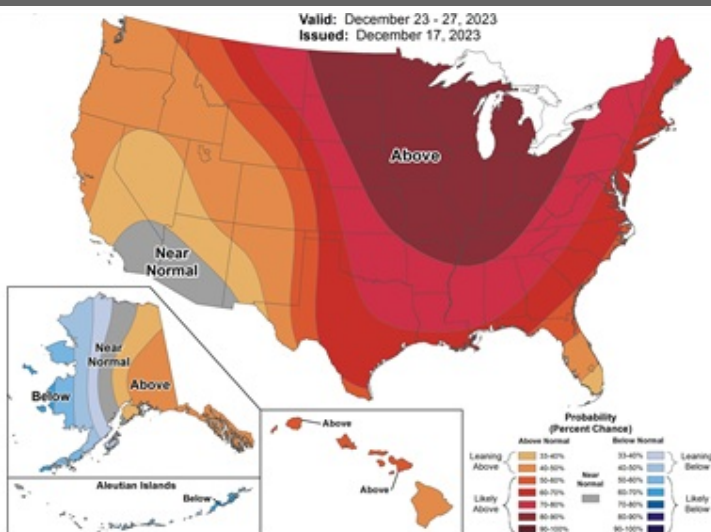 Valid: December 23 - 27, 2023
Issued: December 17, 2023
Above
Near
Normal
Near
Normal
Below
Above
Aleutian Islands
Below
Above
Above
Probability
(Percent Chance)
Above Normal
Below Normal
Leaning
Above
33-40%
40-50%
Likely
Above
50-60%
60-70%
70-80%
80-90%
90-100%
Near
Normal
33-40%
40-50%
Leaning
Below
50-60%
60-70%
70-80%
80-90%
90-100%
Likely
Below